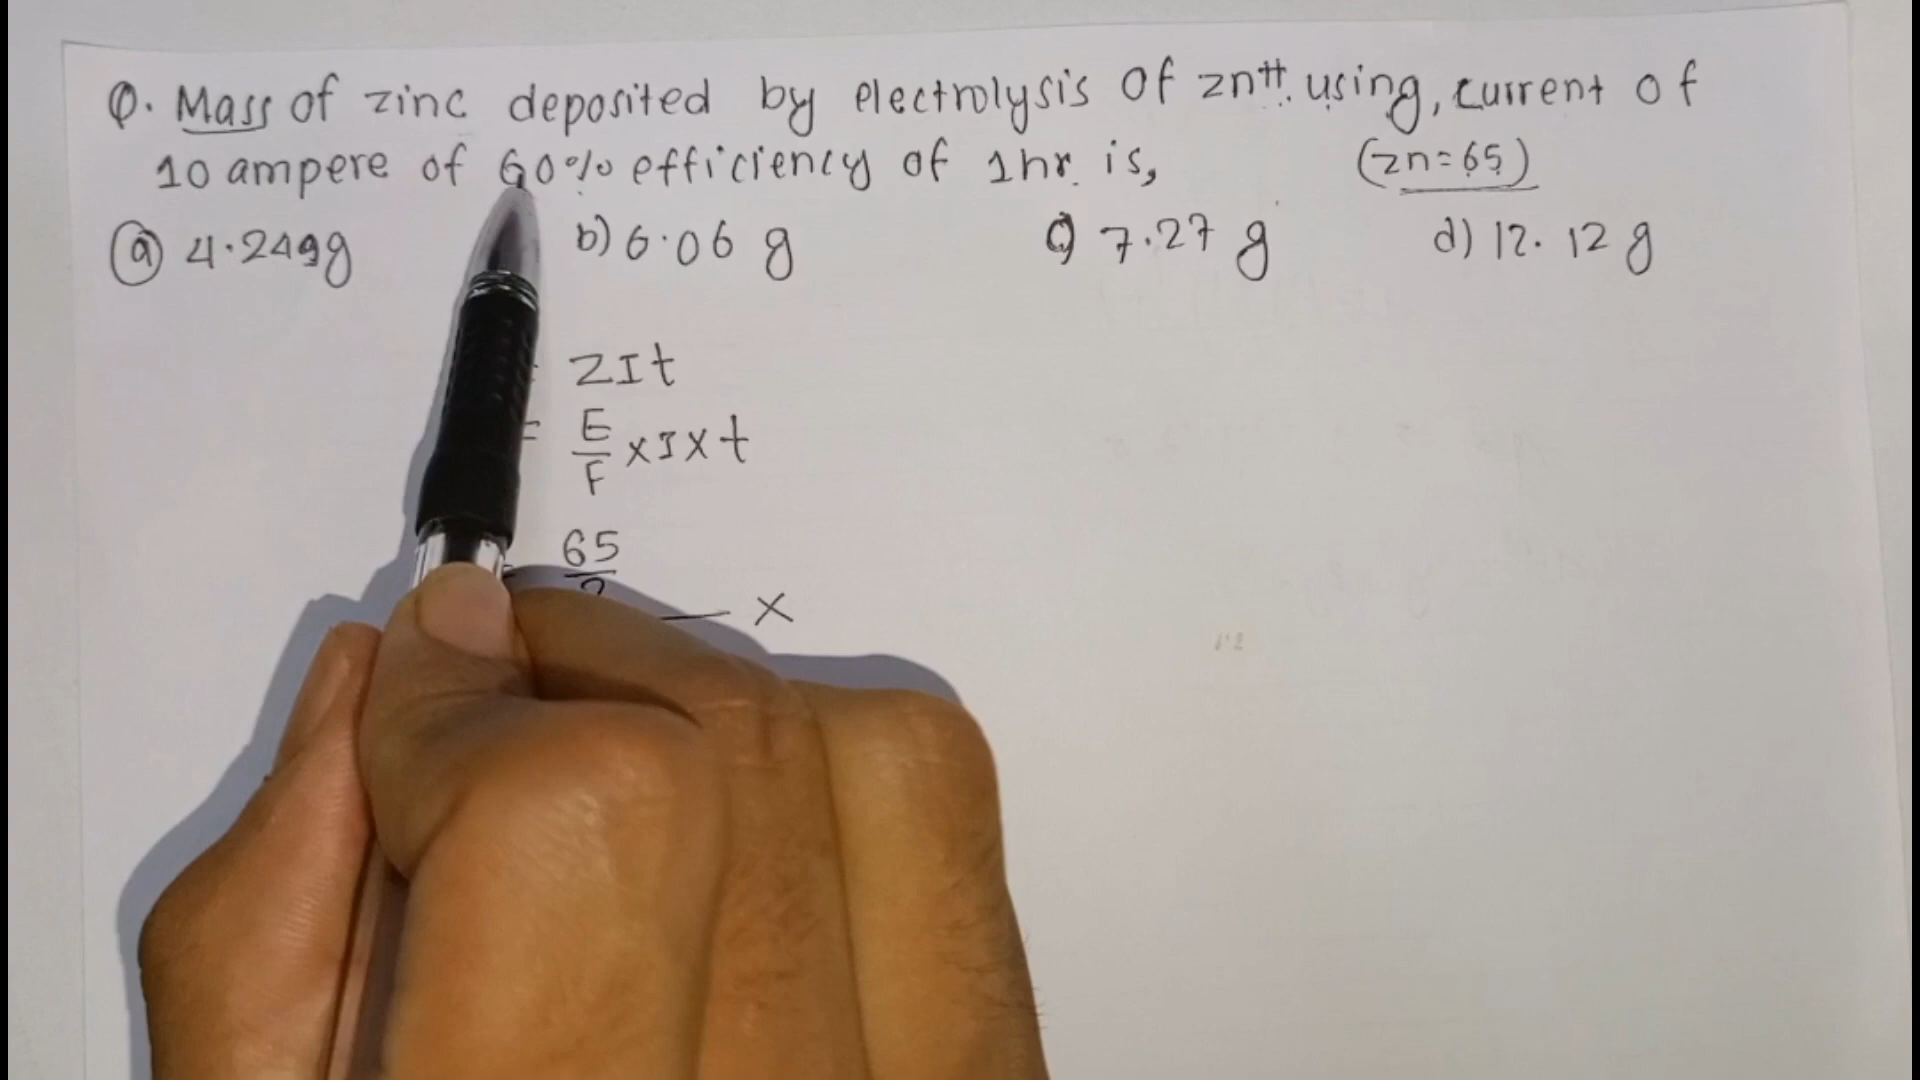 Q. Mass of zinc deposited by electrolysis of zn++ using, current of
10 ampere of 60% efficiency of 1hr is, (zn=65)
a) 4.249g b) 6.06 g c) 7.27 g d) 12.12 g
= ZIt
= E/F × I × t
= 65/2 ×